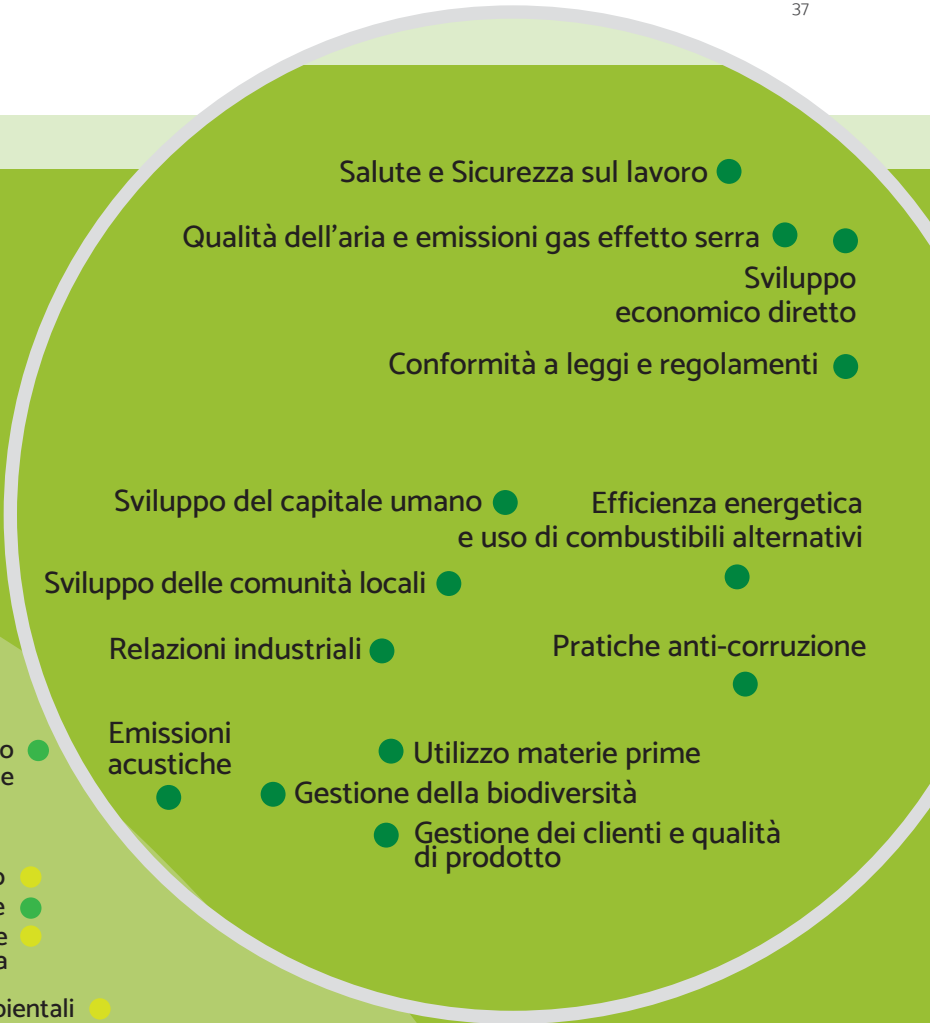 37
Salute e Sicurezza sul lavoro
Qualità dell'aria e emissioni gas effetto serra
Sviluppo
economico diretto
Conformità a leggi e regolamenti
Sviluppo del capitale umano
Efficienza energetica
e uso di combustibili alternativi
Sviluppo delle comunità locali
Relazioni industriali
Pratiche anti-corruzione
Emissioni
acustiche
Utilizzo materie prime
Gestione della biodiversità
Gestione dei clienti e qualità
di prodotto